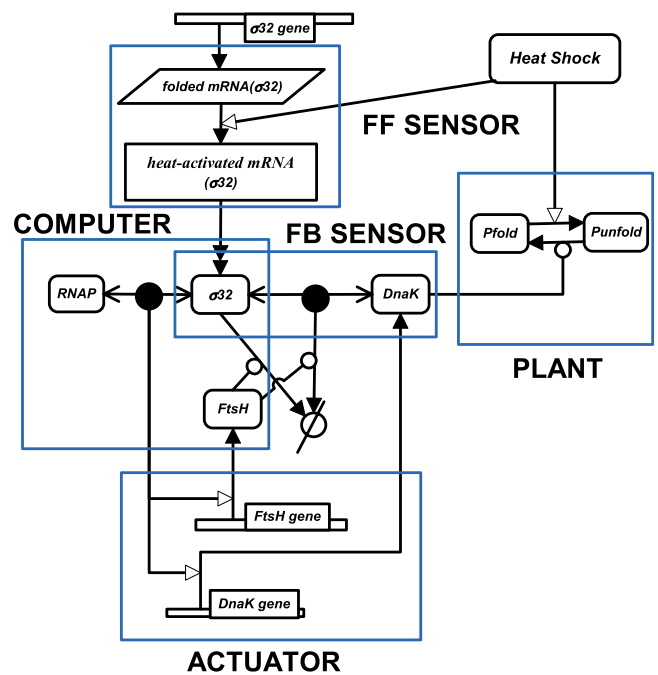 σ32 gene
folded mRNA(σ32)
Heat Shock
FF SENSOR
heat-activated mRNA
(σ32)
COMPUTER
FB SENSOR
Pfold
Punfold
RNAP
σ32
DnaK
PLANT
FtsH
FtsH gene
DnaK gene
ACTUATOR